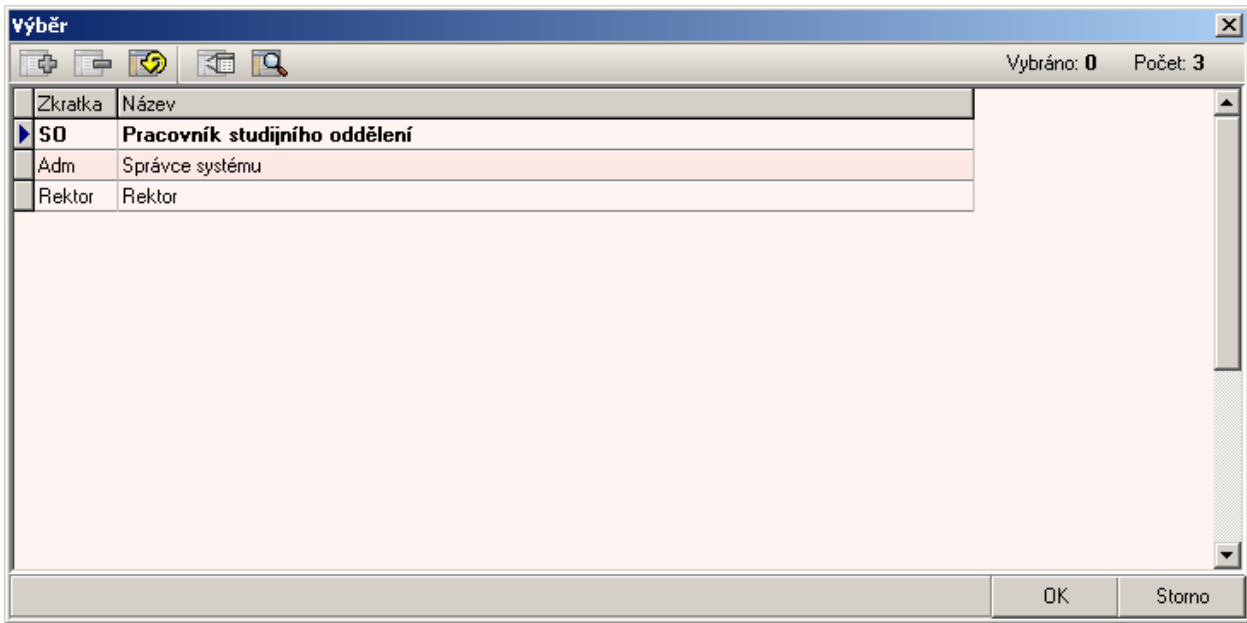 Výběr
Vybráno: 0 Počet: 3
Zkratka Název
SO Pracovník studijního oddělení
Adm Správce systému
Rektor Rektor
OK Storno